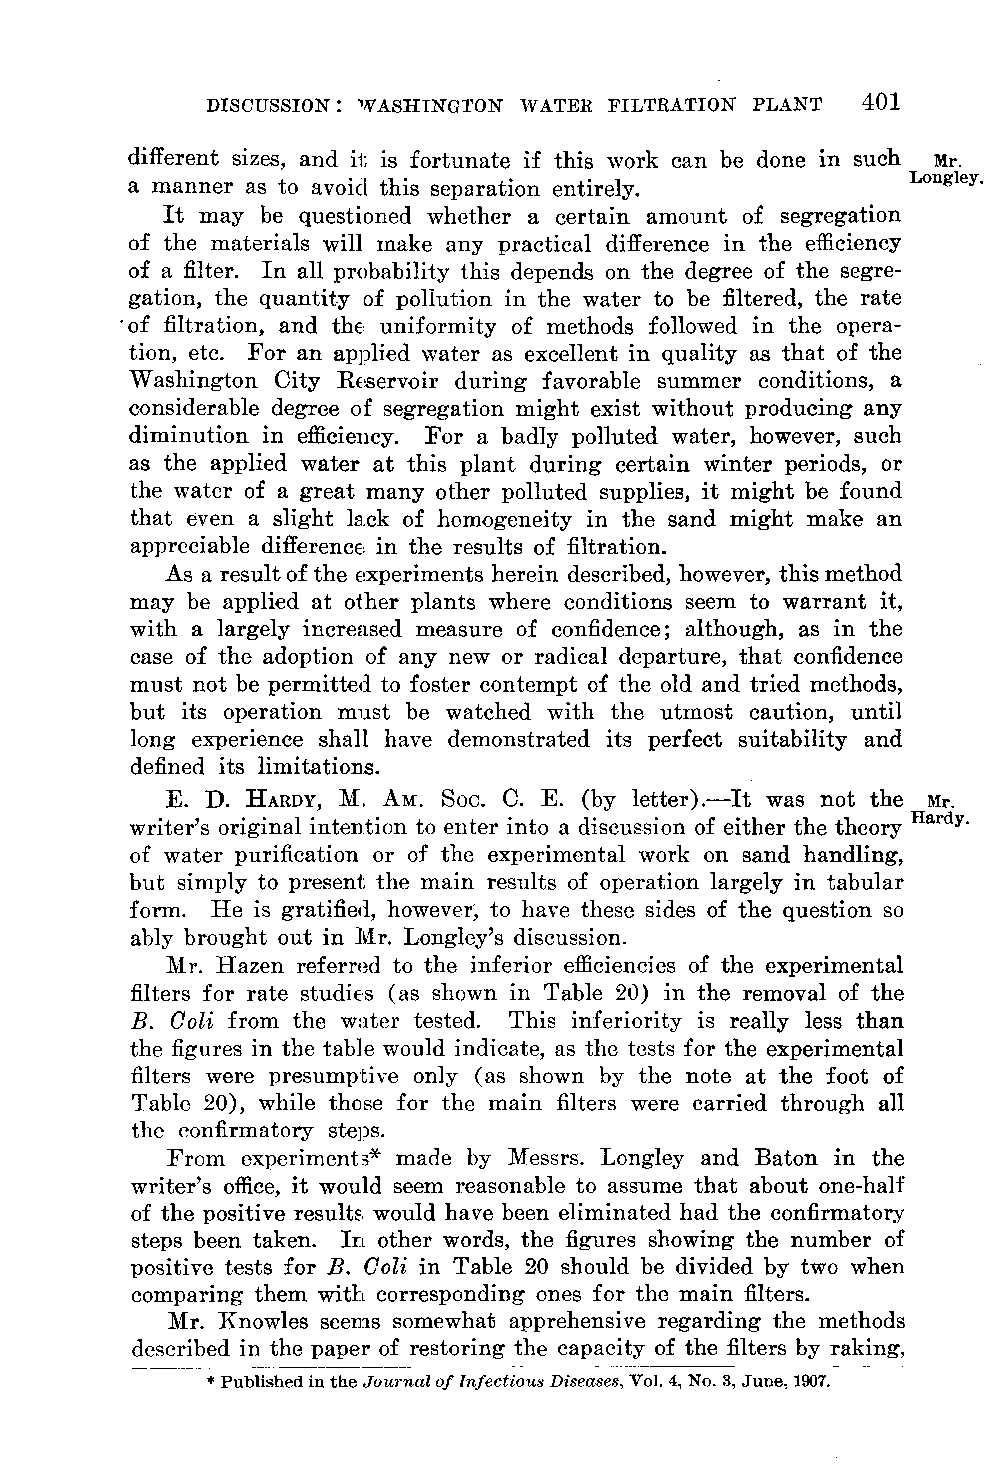 DISCUSSION: WASHINGTON WATER FILTRATION PLANT 401
different sizes, and it is fortunate if this work can be done in such Mr.
a manner as to avoid this separation entirely. Longley.
It may be questioned whether a certain amount of segregation
of the materials will make any practical difference in the efficiency
of a filter. In all probability this depends on the degree of the segre-
gation, the quantity of pollution in the water to be filtered, the rate
of filtration, and the uniformity of methods followed in the opera-
tion, etc. For an applied water as excellent in quality as that of the
Washington City Reservoir during favorable summer conditions, a
considerable degree of segregation might exist without producing any
diminution in efficiency. For a badly polluted water, however, such
as the applied water at this plant during certain winter periods, or
the water of a great many other polluted supplies, it might be found
that even a slight lack of homogeneity in the sand might make an
appreciable difference in the results of filtration.
As a result of the experiments herein described, however, this method
may be applied at other plants where conditions seem to warrant it,
with a largely increased measure of confidence; although, as in the
case of the adoption of any new or radical departure, that confidence
must not be permitted to foster contempt of the old and tried methods,
but its operation must be watched with the utmost caution, until
long experience shall have demonstrated its perfect suitability and
defined its limitations.
E. D. HARDY, M. AM. SOC. C. E. (by letter).—It was not the Mr.
writer's original intention to enter into a discussion of either the theory Hardy.
of water purification or of the experimental work on sand handling,
but simply to present the main results of operation largely in tabular
form. He is gratified, however, to have these sides of the question so
ably brought out in Mr. Longley's discussion.
Mr. Hazen referred to the inferior efficiencies of the experimental
filters for rate studies (as shown in Table 20) in the removal of the
B. Coli from the water tested. This inferiority is really less than
the figures in the table would indicate, as the tests for the experimental
filters were presumptive only (as shown by the note at the foot of
Table 20), while those for the main filters were carried through all
the confirmatory steps.
From experiments* made by Messrs. Longley and Baton in the
writer's office, it would seem reasonable to assume that about one-half
of the positive results would have been eliminated had the confirmatory
steps been taken. In other words, the figures showing the number of
positive tests for B. Coli in Table 20 should be divided by two when
comparing them with corresponding ones for the main filters.
Mr. Knowles seems somewhat apprehensive regarding the methods
described in the paper of restoring the capacity of the filters by raking,
* Published in the Journal of Infectious Diseases, Vol. 4, No. 3, June, 1907.